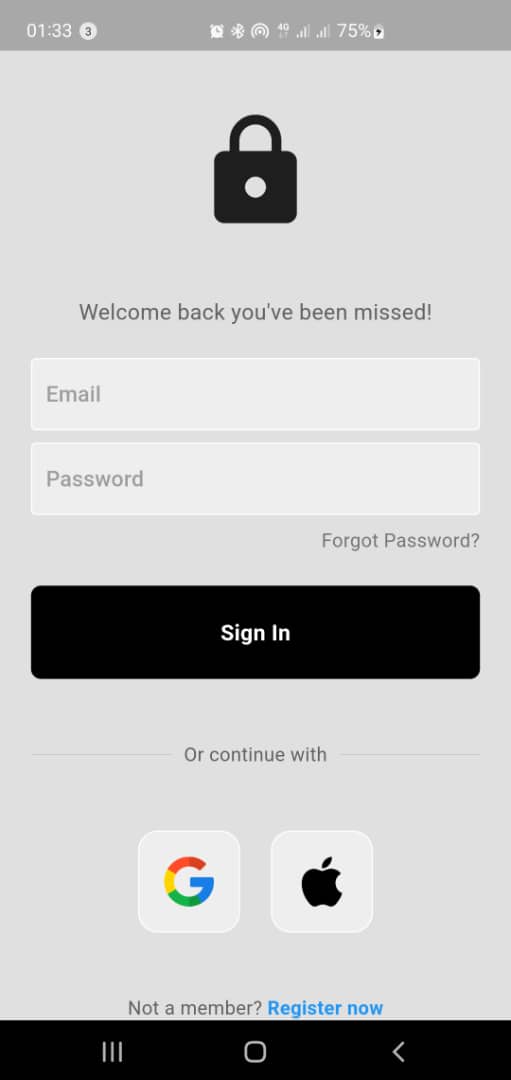 01:33 3 4G 75%
Welcome back you've been missed!
Email
Password
Forgot Password?
Sign In
Or continue with
G
Not a member? Register now